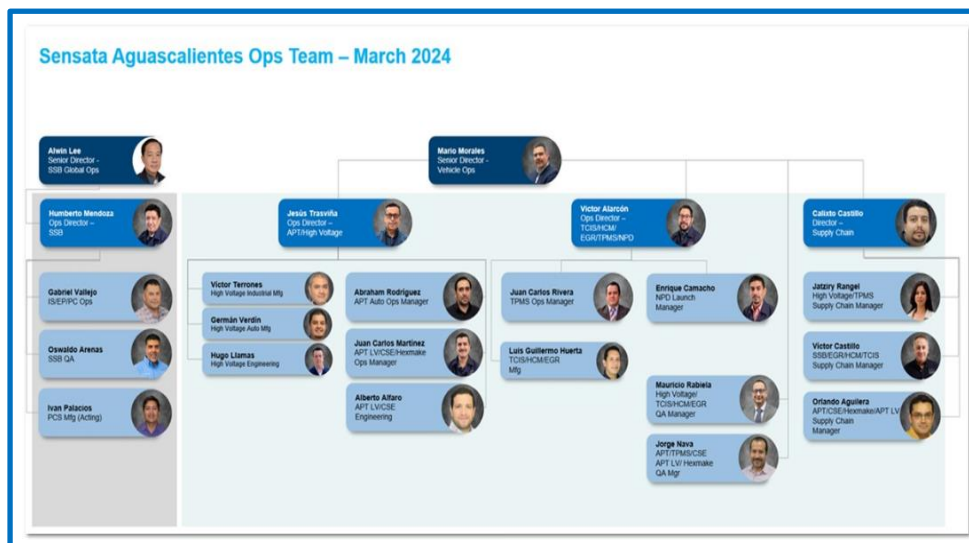 Sensata Aguascalientes Ops Team – March 2024
Alwin Lee
Senior Director -
SSB Global Ops
Mario Morales
Senior Director -
Vehicle Ops
Humberto Mendoza
Ops Director –
SSB
Jesús Trasviña
Ops Director –
APT/High Voltage
Victor Alarcón
Ops Director –
TCIS/HCM/
EGR/TPMS/NPD
Calixto Castillo
Director –
Supply Chain
Gabriel Vallejo
IS/EP/PC Ops
Oswaldo Arenas
SSB QA
Ivan Palacios
PCS Mfg (Acting)
Victor Terrones
High Voltage Industrial Mfg
Germán Verdín
High Voltage Auto Mfg
Hugo Llamas
High Voltage Engineering
Abraham Rodríguez
APT Auto Ops Manager
Juan Carlos Martínez
APT LV/CSE/Hexmake
Ops Manager
Alberto Alfaro
APT LV/CSE
Engineering
Juan Carlos Rivera
TPMS Ops Manager
Luis Guillermo Huerta
TCIS/HCM/EGR
Mfg
Enrique Camacho
NPD Launch
Manager
Mauricio Rabiela
High Voltage/
TCIS/HCM/EGR
QA Manager
Jorge Nava
APT/TPMS/CSE
APT LV/ Hexmake
QA Mgr
Jatziry Rangel
High Voltage/TPMS
Supply Chain Manager
Víctor Castillo
SSB/EGR/HCM/TCIS
Supply Chain Manager
Orlando Aguilera
APT/CSE/Hexmake/APT LV
Supply Chain
Manager